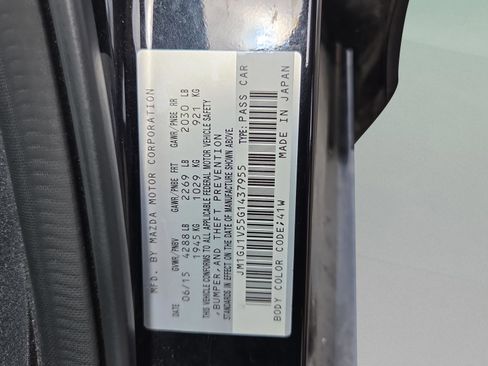 MFD. BY MAZDA MOTOR CORPORATION
DATE GVWR/PNBV GAWR/PNBE FRT GAWR/PNBE RR
06/15 4288 LB 2269 LB 2030 LB
1945 KG 1029 KG 921 KG
THIS VEHICLE CONFORMS TO ALL APPLICABLE FEDERAL MOTOR VEHICLE SAFETY
,BUMPER,AND THEFT PREVENTION
STANDARDS IN EFFECT ON THE DATE OF MANUFACTURE SHOWN ABOVE.
JM1GJ1V55G1437955 TYPE: PASS CAR
BODY COLOR CODE:41W MADE IN JAPAN